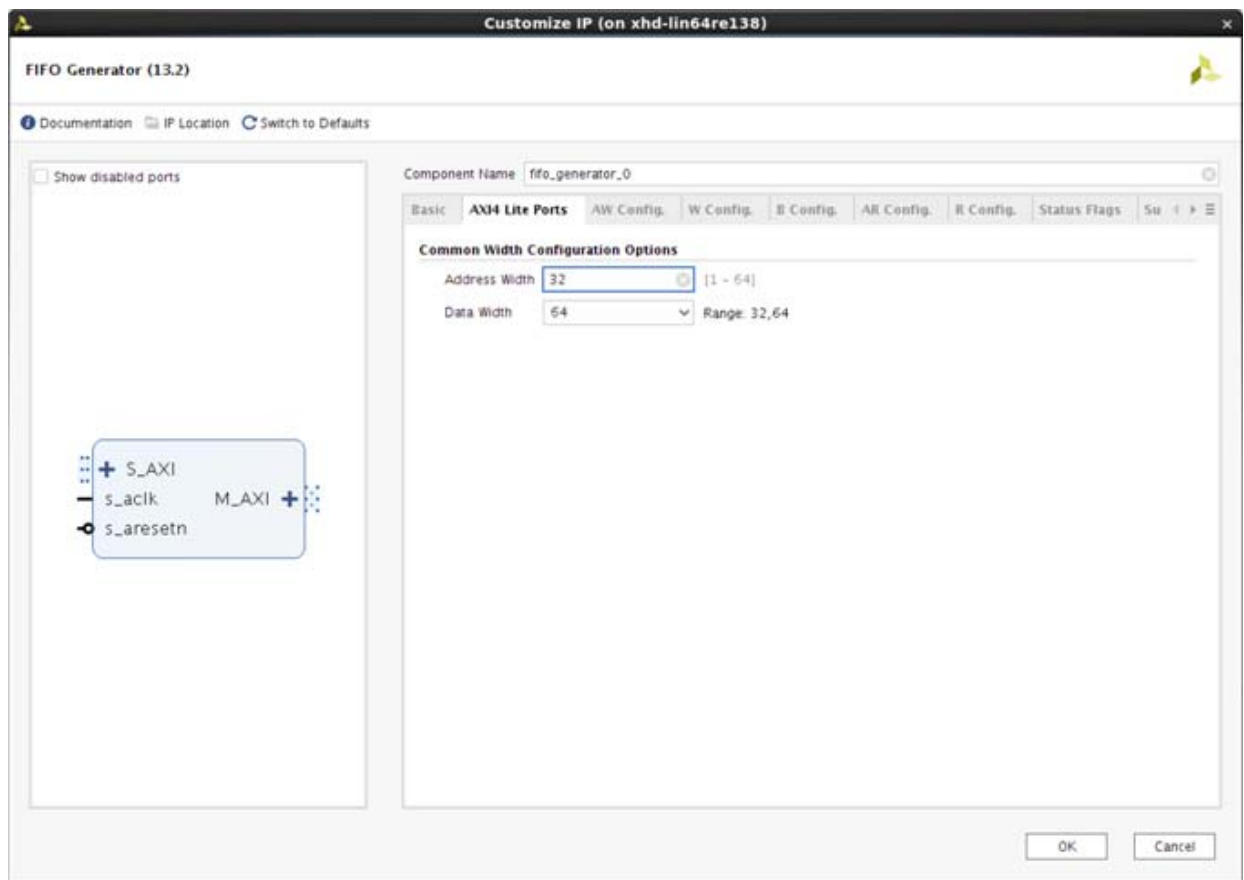 Customize IP (on xhd-lin64re138)
FIFO Generator (13.2)
Documentation IP Location Switch to Defaults
Show disabled ports
Component Name fifo_generator_0
Basic AXI4 Lite Ports AW Config. W Config. B Config. AR Config. R Config. Status Flags Su
Common Width Configuration Options
Address Width 32 [1 - 64]
Data Width 64 Range: 32,64
S_AXI
s_aclk M_AXI
s_aresetn
OK Cancel